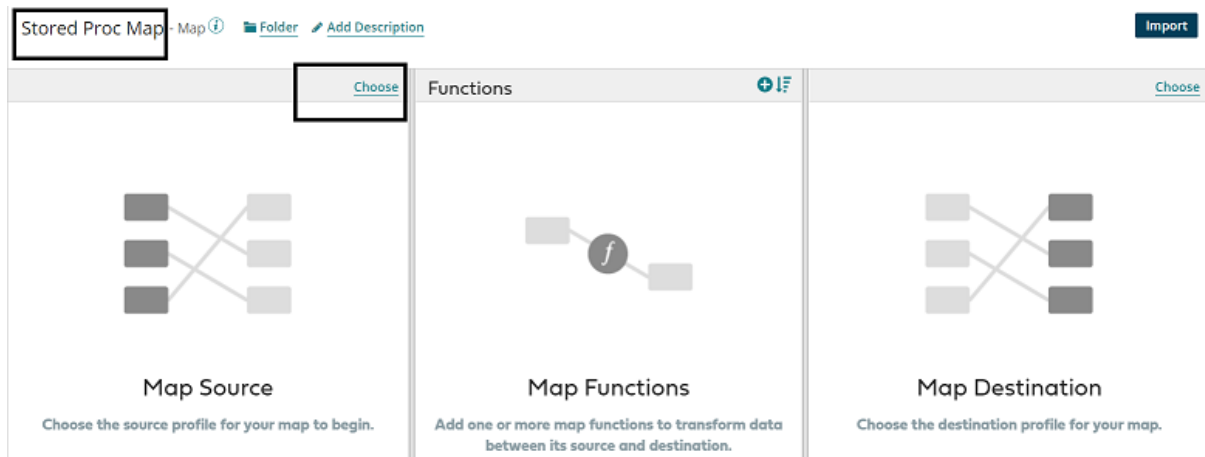 Stored Proc Map - Map i Folder Add Description
Import
Choose
Functions
Choose
Map Source
Choose the source profile for your map to begin.
f
Map Functions
Add one or more map functions to transform data
between its source and destination.
Map Destination
Choose the destination profile for your map.